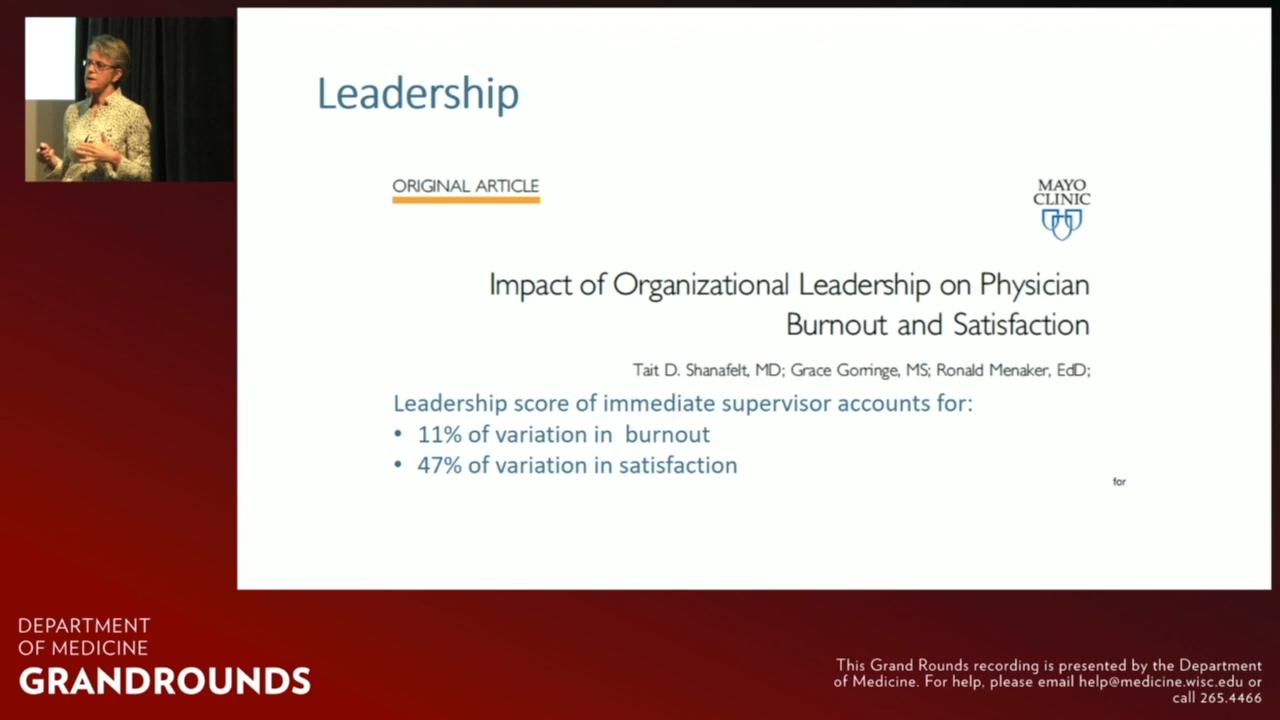 Leadership
ORIGINAL ARTICLE
MAYO
CLINIC
Impact of Organizational Leadership on Physician
Burnout and Satisfaction
Tait D. Shanafelt, MD; Grace Gorringe, MS; Ronald Menaker, EdD;
Leadership score of immediate supervisor accounts for:
• 11% of variation in burnout
• 47% of variation in satisfaction
for
DEPARTMENT
OF MEDICINE
GRANDROUNDS
This Grand Rounds recording is presented by the Department
of Medicine. For help, please email help@medicine.wisc.edu or
call 265.4466